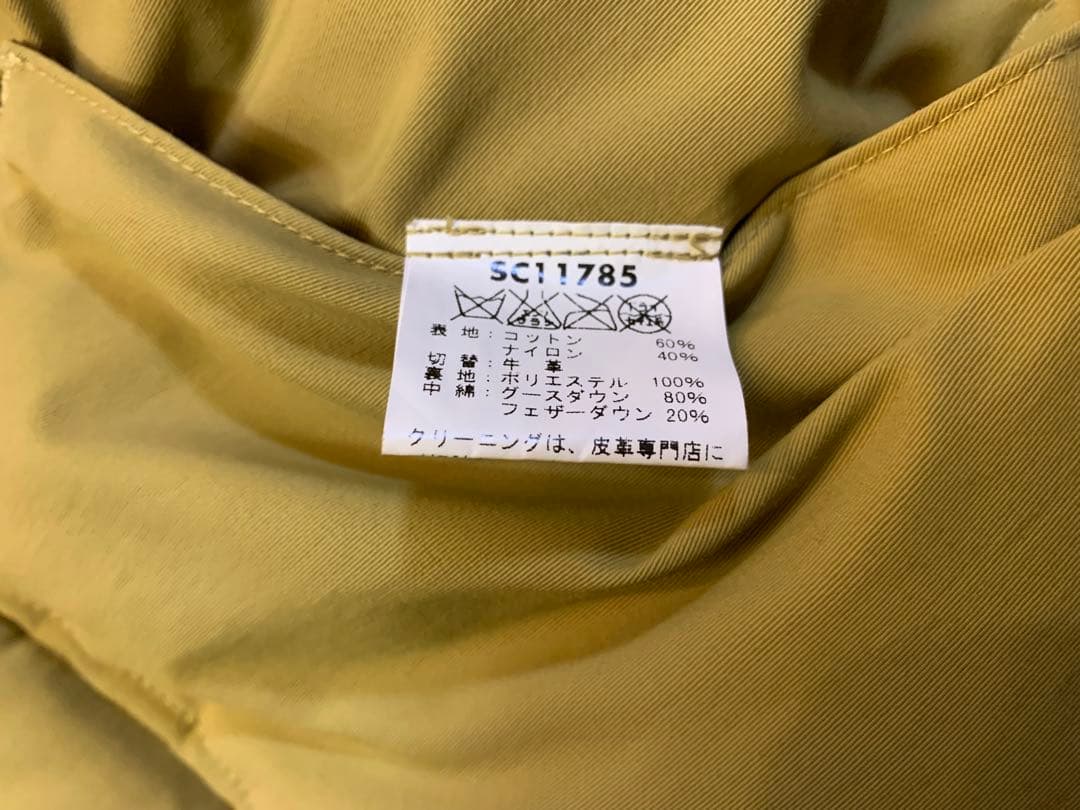 SC11785
表 地 : コットン 60%
ナイロン 40%
切 替 : 牛 革
裏 地 : ポリエステル 100%
中 綿 : グースダウン 80%
フェザーダウン 20%
クリーニングは、皮革専門店に